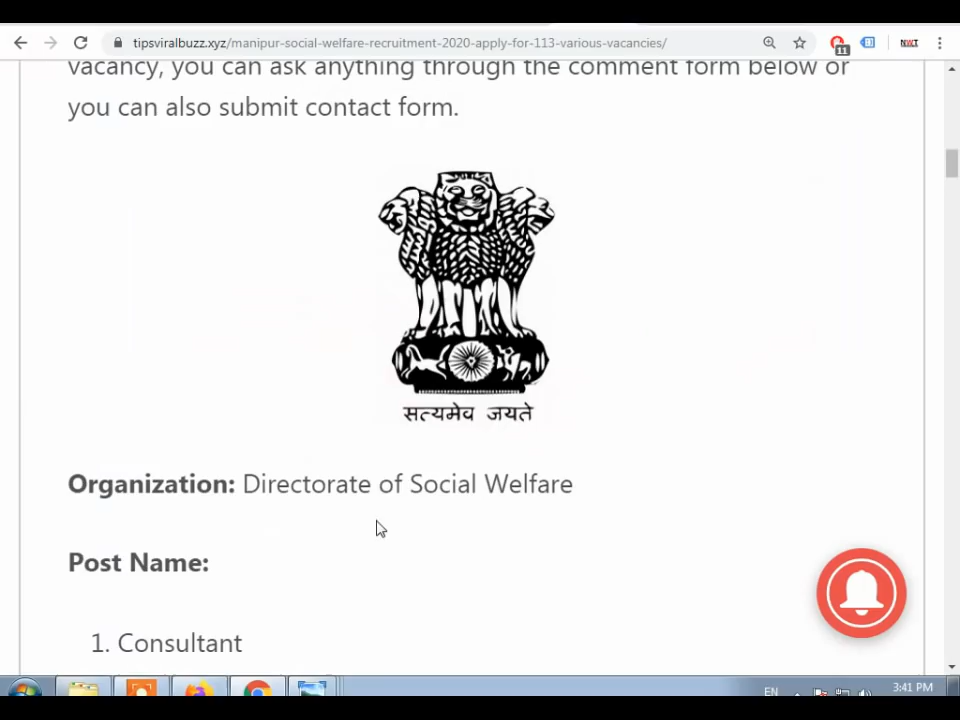 tipsviralbuzz.xyz/manipur-social-welfare-recruitment-2020-apply-for-113-various-vacancies/
11
vacancy, you can ask anything through the comment form below or
you can also submit contact form.
सत्यमेव जयते
Organization: Directorate of Social Welfare
Post Name:
1. Consultant
EN
3:41 PM